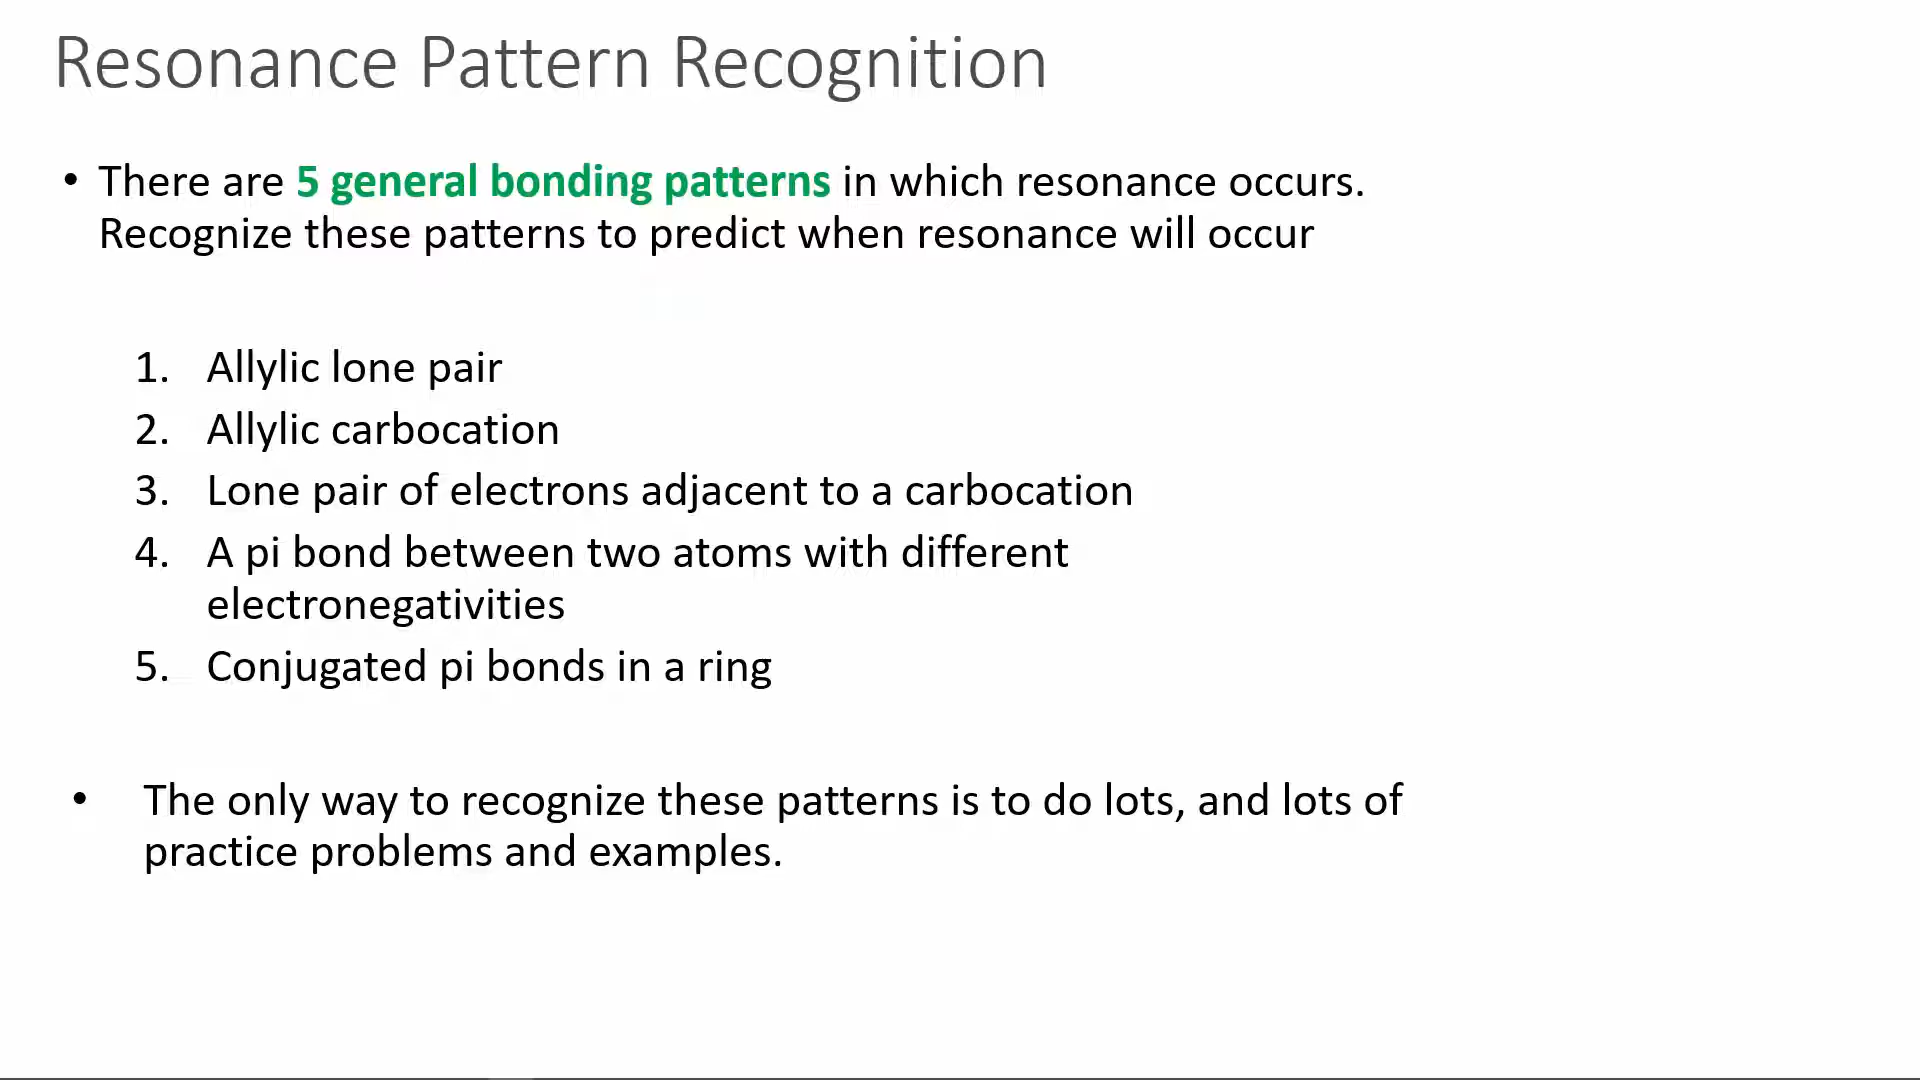 Resonance Pattern Recognition
• There are 5 general bonding patterns in which resonance occurs.
Recognize these patterns to predict when resonance will occur
1. Allylic lone pair
2. Allylic carbocation
3. Lone pair of electrons adjacent to a carbocation
4. A pi bond between two atoms with different
electronegativities
5. Conjugated pi bonds in a ring
• The only way to recognize these patterns is to do lots, and lots of
practice problems and examples.